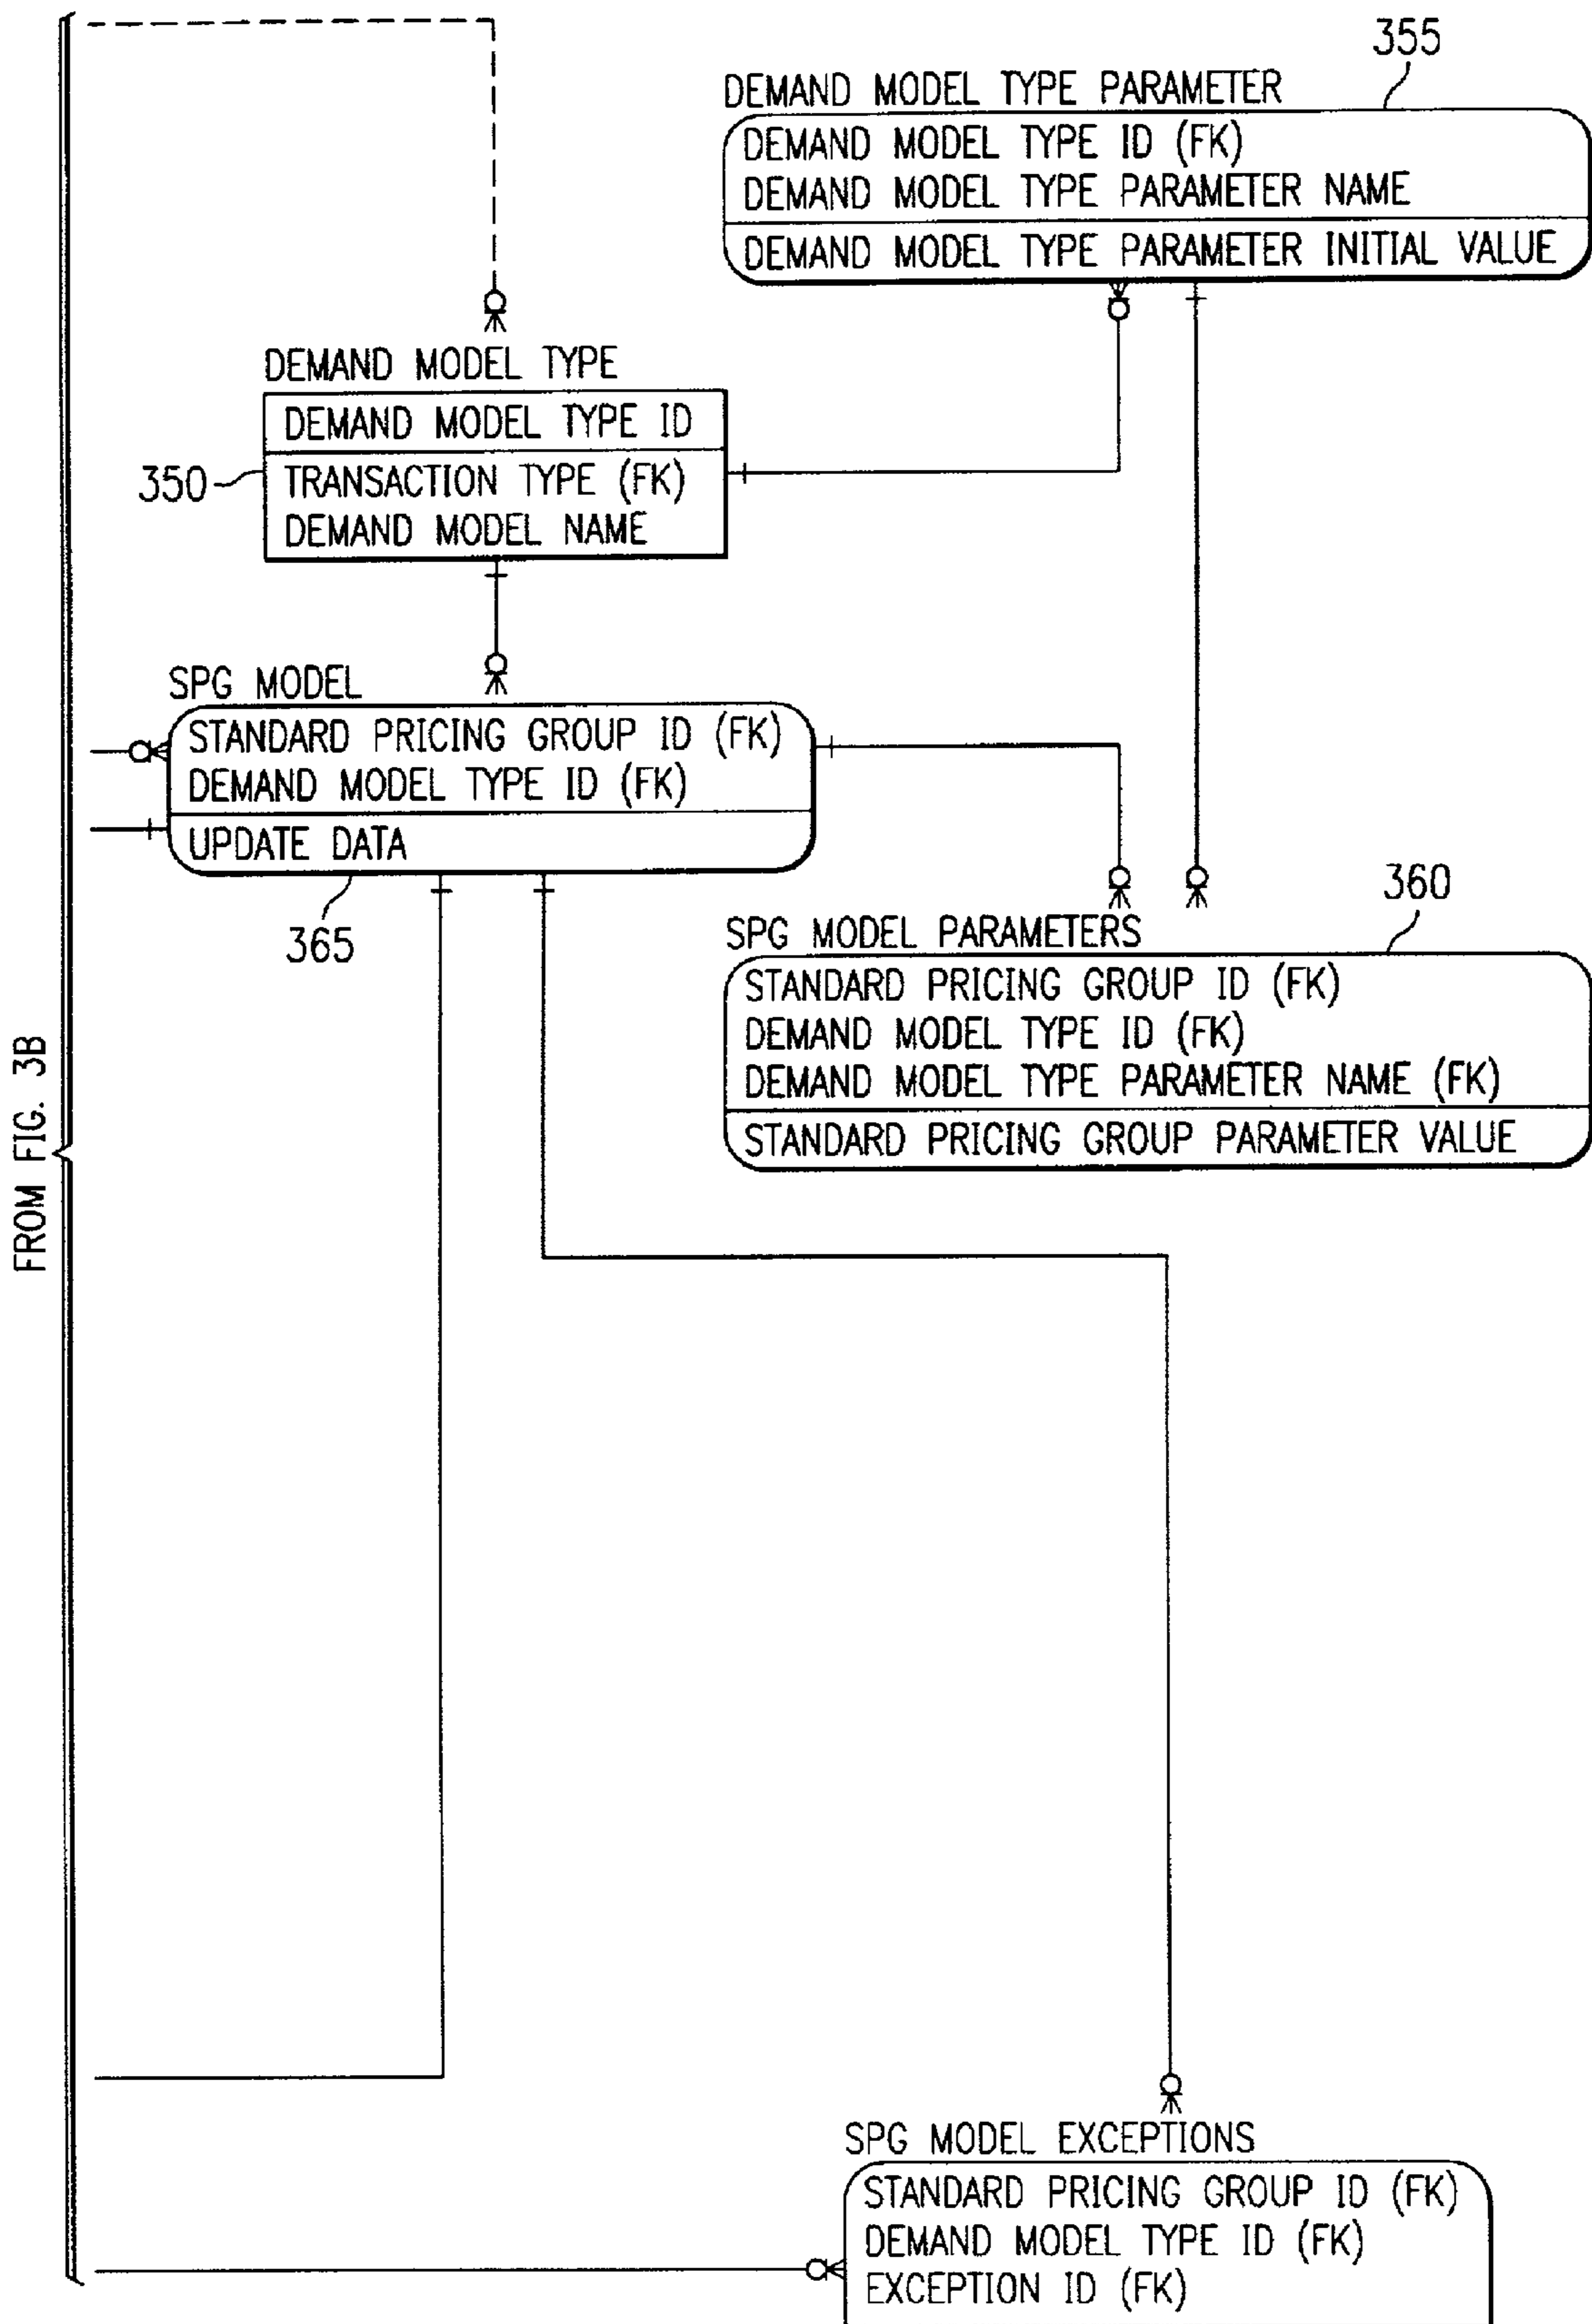 355
DEMAND MODEL TYPE PARAMETER
DEMAND MODEL TYPE ID (FK)
DEMAND MODEL TYPE PARAMETER NAME
DEMAND MODEL TYPE PARAMETER INITIAL VALUE
DEMAND MODEL TYPE
DEMAND MODEL TYPE ID
350
TRANSACTION TYPE (FK)
DEMAND MODEL NAME
SPG MODEL
STANDARD PRICING GROUP ID (FK)
DEMAND MODEL TYPE ID (FK)
UPDATE DATA
365
360
SPG MODEL PARAMETERS
STANDARD PRICING GROUP ID (FK)
DEMAND MODEL TYPE ID (FK)
DEMAND MODEL TYPE PARAMETER NAME (FK)
STANDARD PRICING GROUP PARAMETER VALUE
FROM FIG. 3B
SPG MODEL EXCEPTIONS
STANDARD PRICING GROUP ID (FK)
DEMAND MODEL TYPE ID (FK)
EXCEPTION ID (FK)